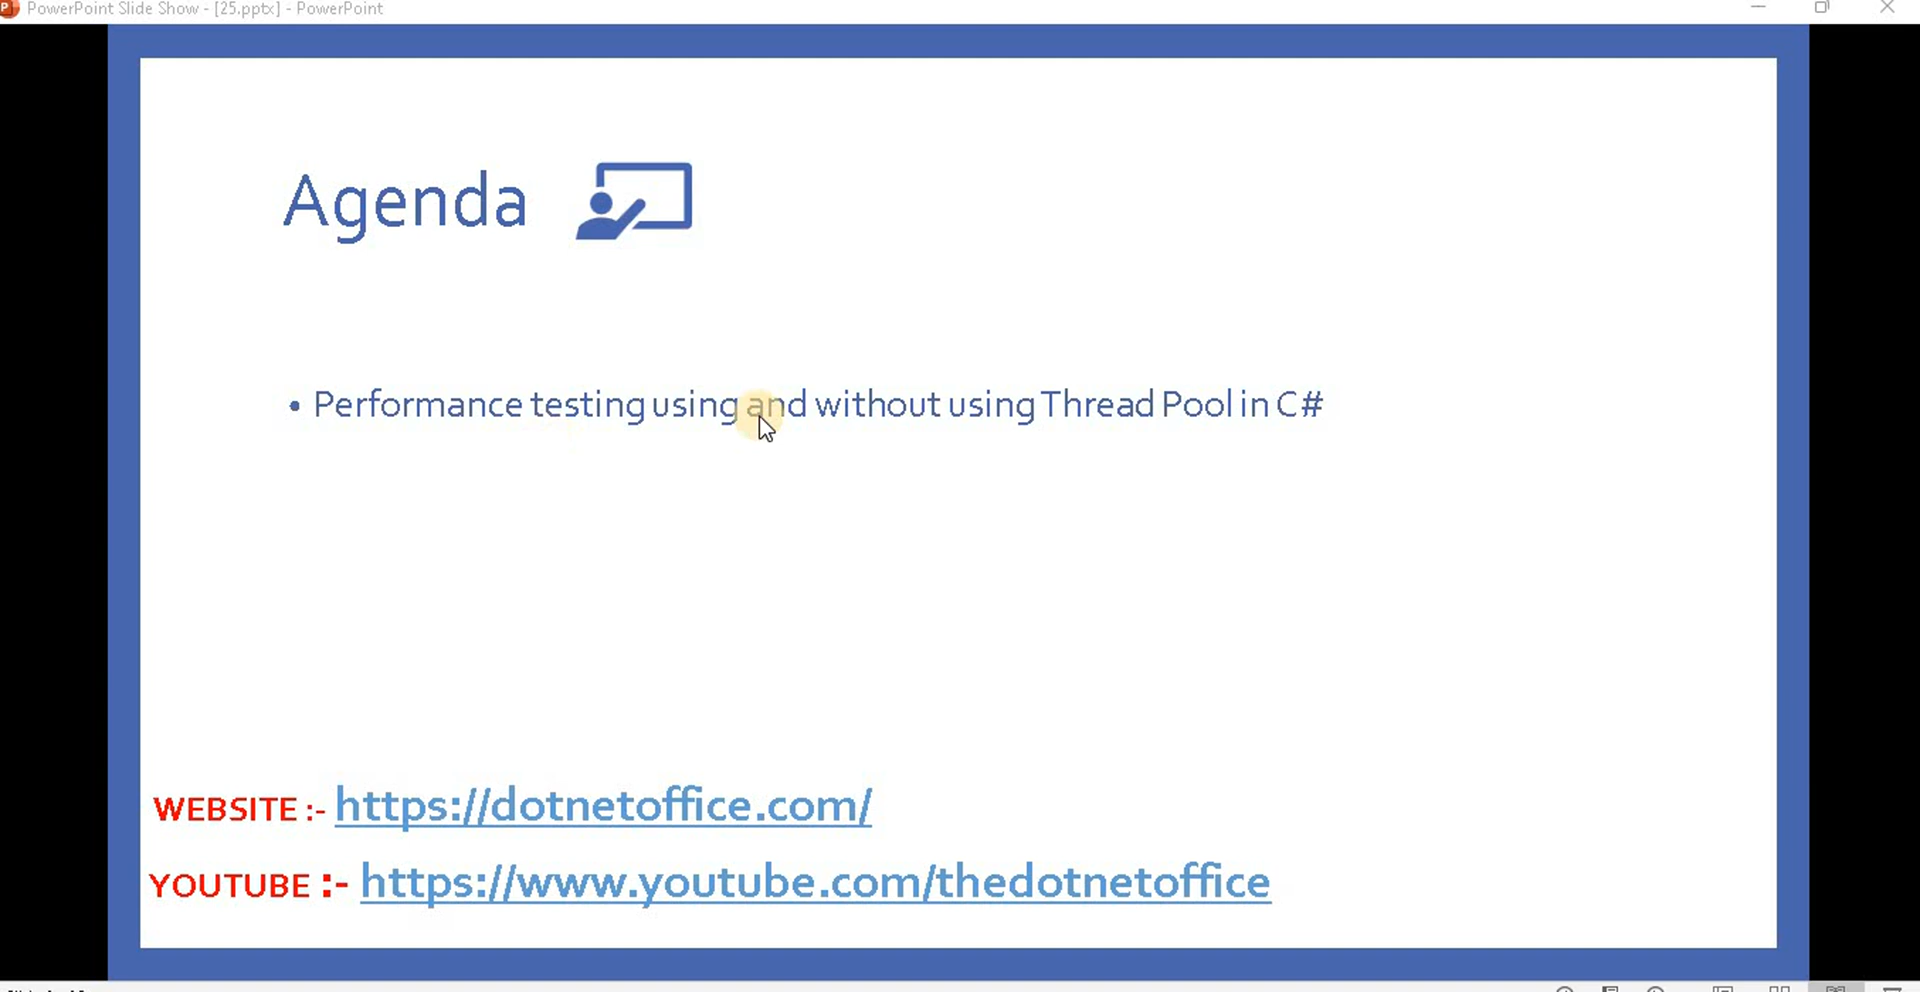 PowerPoint Slide Show - [25.pptx] - PowerPoint
Agenda
• Performance testing using and without using Thread Pool in C#
WEBSITE :- https://dotnetoffice.com/
YOUTUBE :- https://www.youtube.com/thedotnetoffice